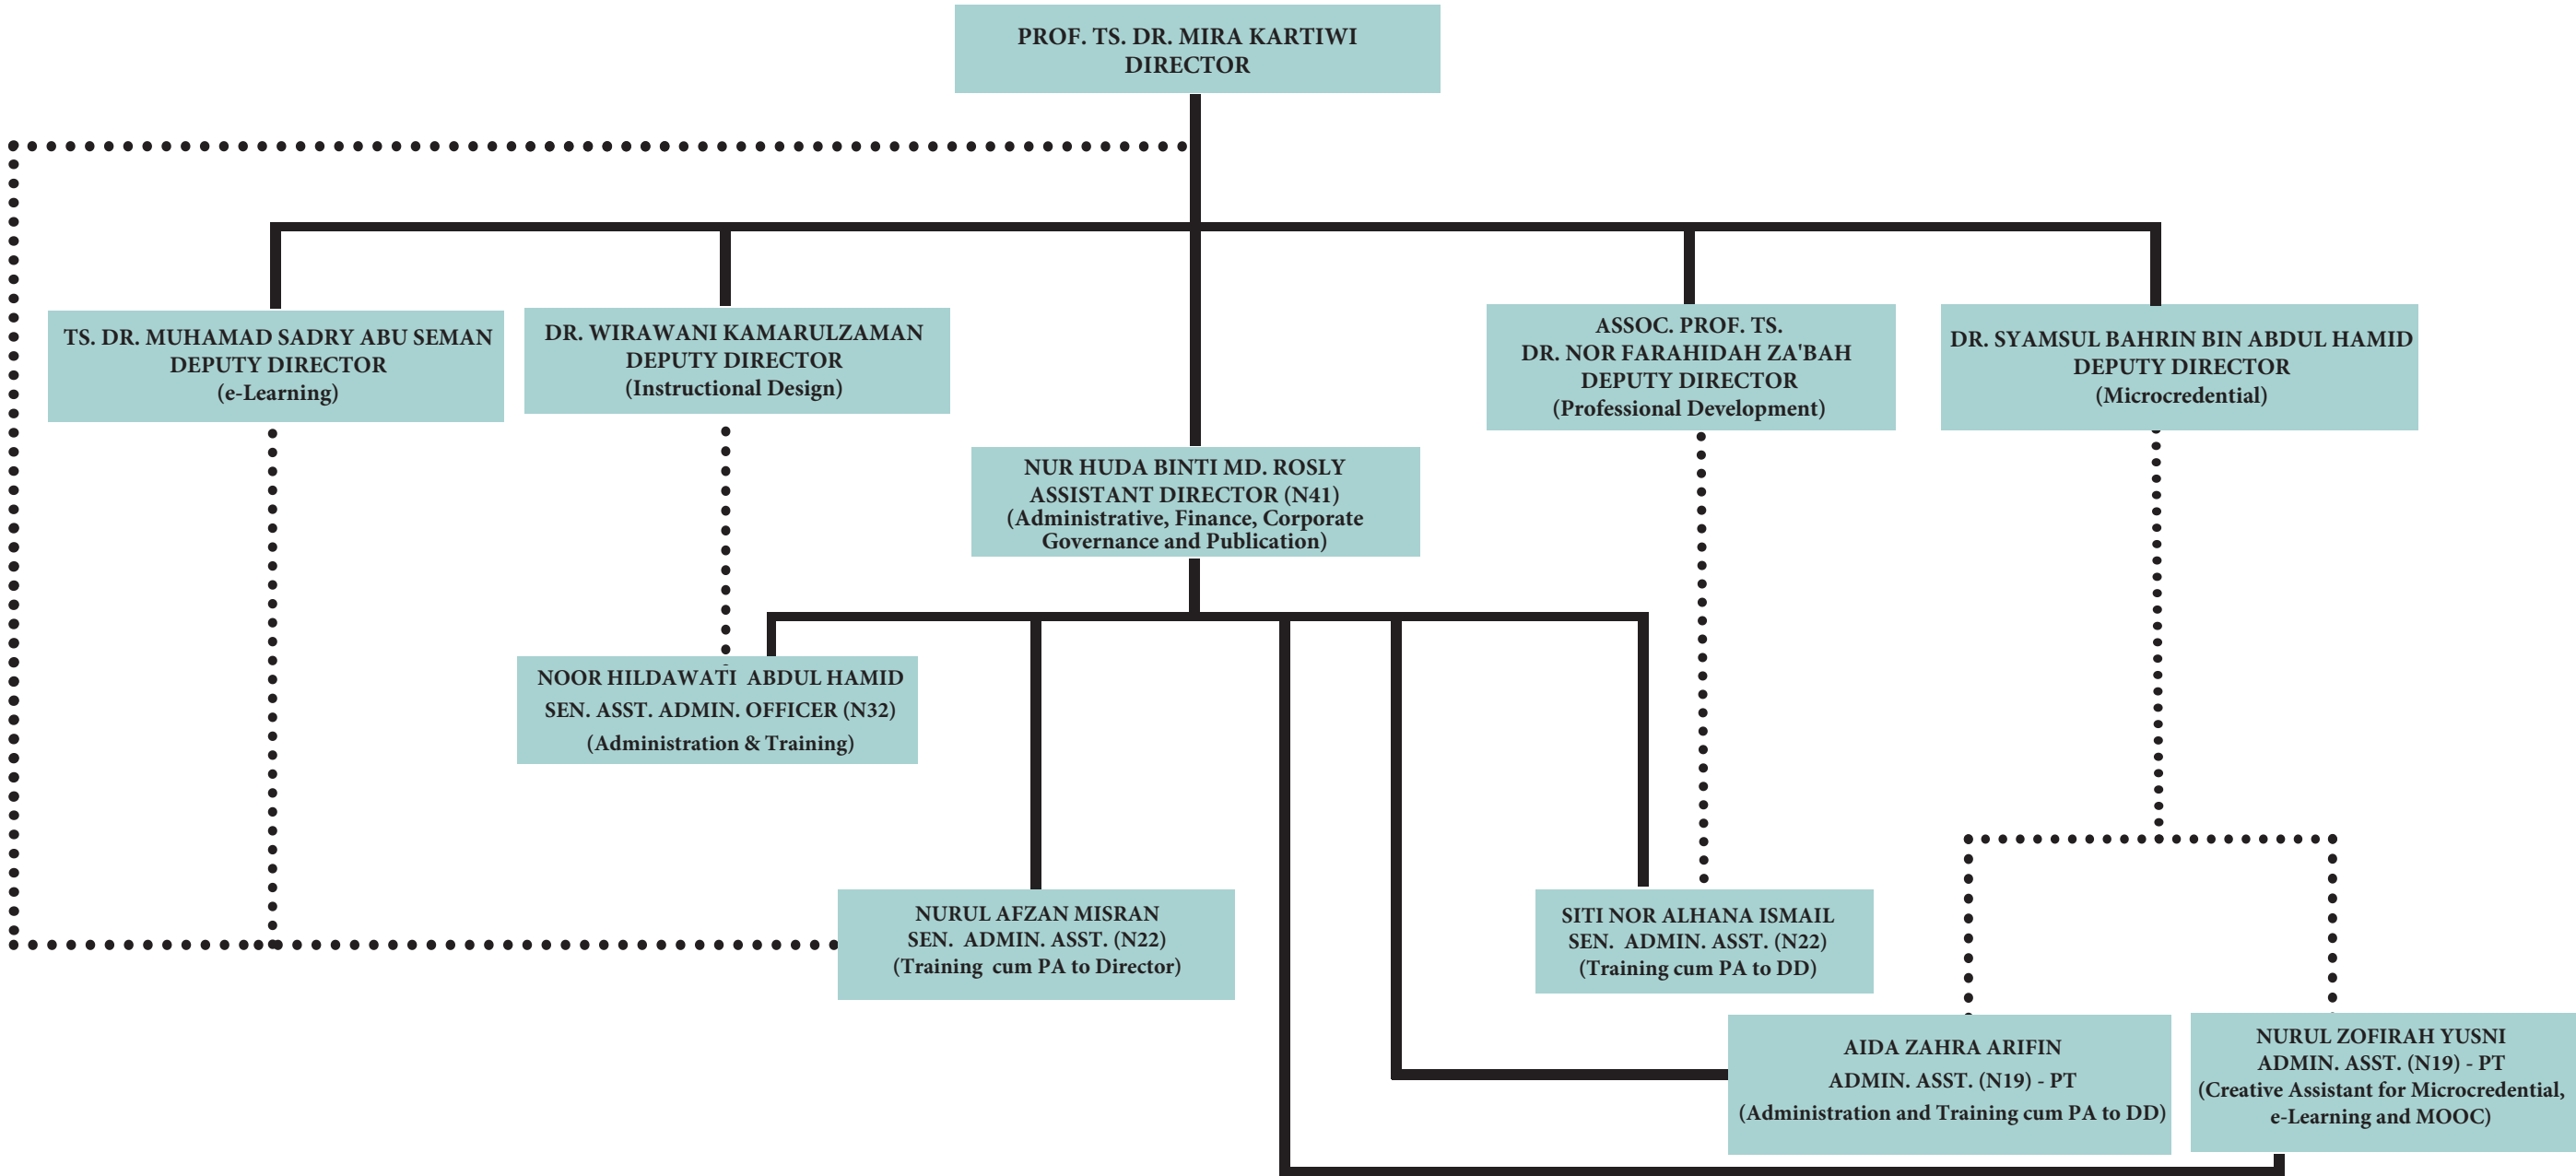 PROF. TS. DR. MIRA KARTIWI
DIRECTOR
TS. DR. MUHAMAD SADRY ABU SEMAN
DEPUTY DIRECTOR
(e-Learning)
DR. WIRAWANI KAMARULZAMAN
DEPUTY DIRECTOR
(Instructional Design)
ASSOC. PROF. TS.
DR. NOR FARAHIDAH ZA'BAH
DEPUTY DIRECTOR
(Professional Development)
DR. SYAMSUL BAHRIN BIN ABDUL HAMID
DEPUTY DIRECTOR
(Microcredential)
NUR HUDA BINTI MD. ROSLY
ASSISTANT DIRECTOR (N41)
(Administrative, Finance, Corporate
Governance and Publication)
NOOR HILDAWATI ABDUL HAMID
SEN. ASST. ADMIN. OFFICER (N32)
(Administration & Training)
NURUL AFZAN MISRAN
SEN. ADMIN. ASST. (N22)
(Training cum PA to Director)
SITI NOR ALHANA ISMAIL
SEN. ADMIN. ASST. (N22)
(Training cum PA to DD)
AIDA ZAHRA ARIFIN
ADMIN. ASST. (N19) - PT
(Administration and Training cum PA to DD)
NURUL ZOFIRAH YUSNI
ADMIN. ASST. (N19) - PT
(Creative Assistant for Microcredential,
e-Learning and MOOC)